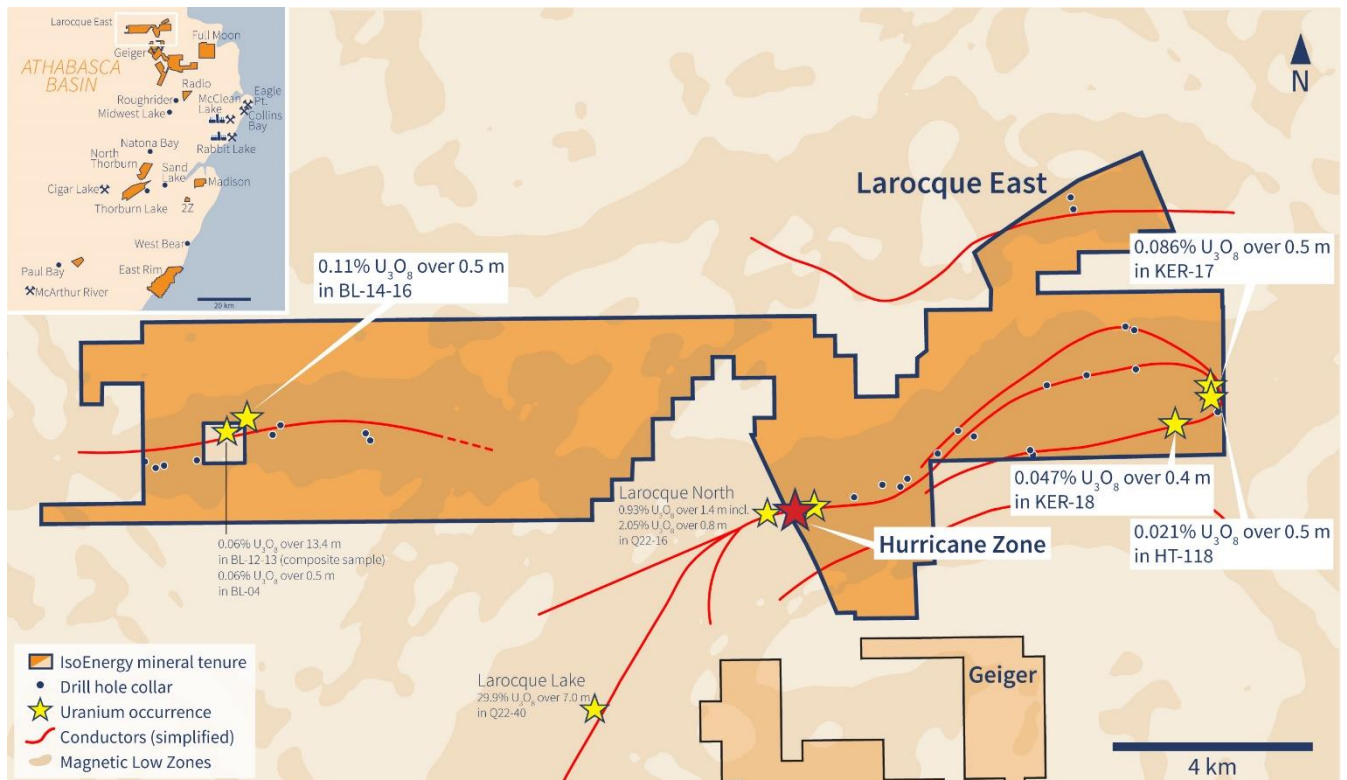 Larocque East
Full Moon
Geiger
ATHABASCA
BASIN
Radio
Roughrider
McClean
Lake
Eagle
Pt.
Collins
Bay
Midwest Lake
Rabbit Lake
Natona Bay
North
Thorburn
Sand
Lake
Cigar Lake
Madison
Thorburn Lake
2Z
West Bear
Paul Bay
East Rim
McArthur River
20 km
N
Larocque East
0.11% U₃O₈ over 0.5 m
in BL-14-16
0.086% U₃O₈ over 0.5 m
in KER-17
0.047% U₃O₈ over 0.4 m
in KER-18
0.021% U₃O₈ over 0.5 m
in HT-118
Larocque North
0.93% U₃O₈ over 1.4 m incl.
2.05% U₃O₈ over 0.8 m
in Q22-16
Hurricane Zone
0.06% U₃O₈ over 13.4 m
in BL-12-13 (composite sample)
0.06% U₃O₈ over 0.5 m
in BL-04
Larocque Lake
29.9% U₃O₈ over 7.0 m
in Q22-40
Geiger
IsoEnergy mineral tenure
Drill hole collar
Uranium occurrence
Conductors (simplified)
Magnetic Low Zones
4 km